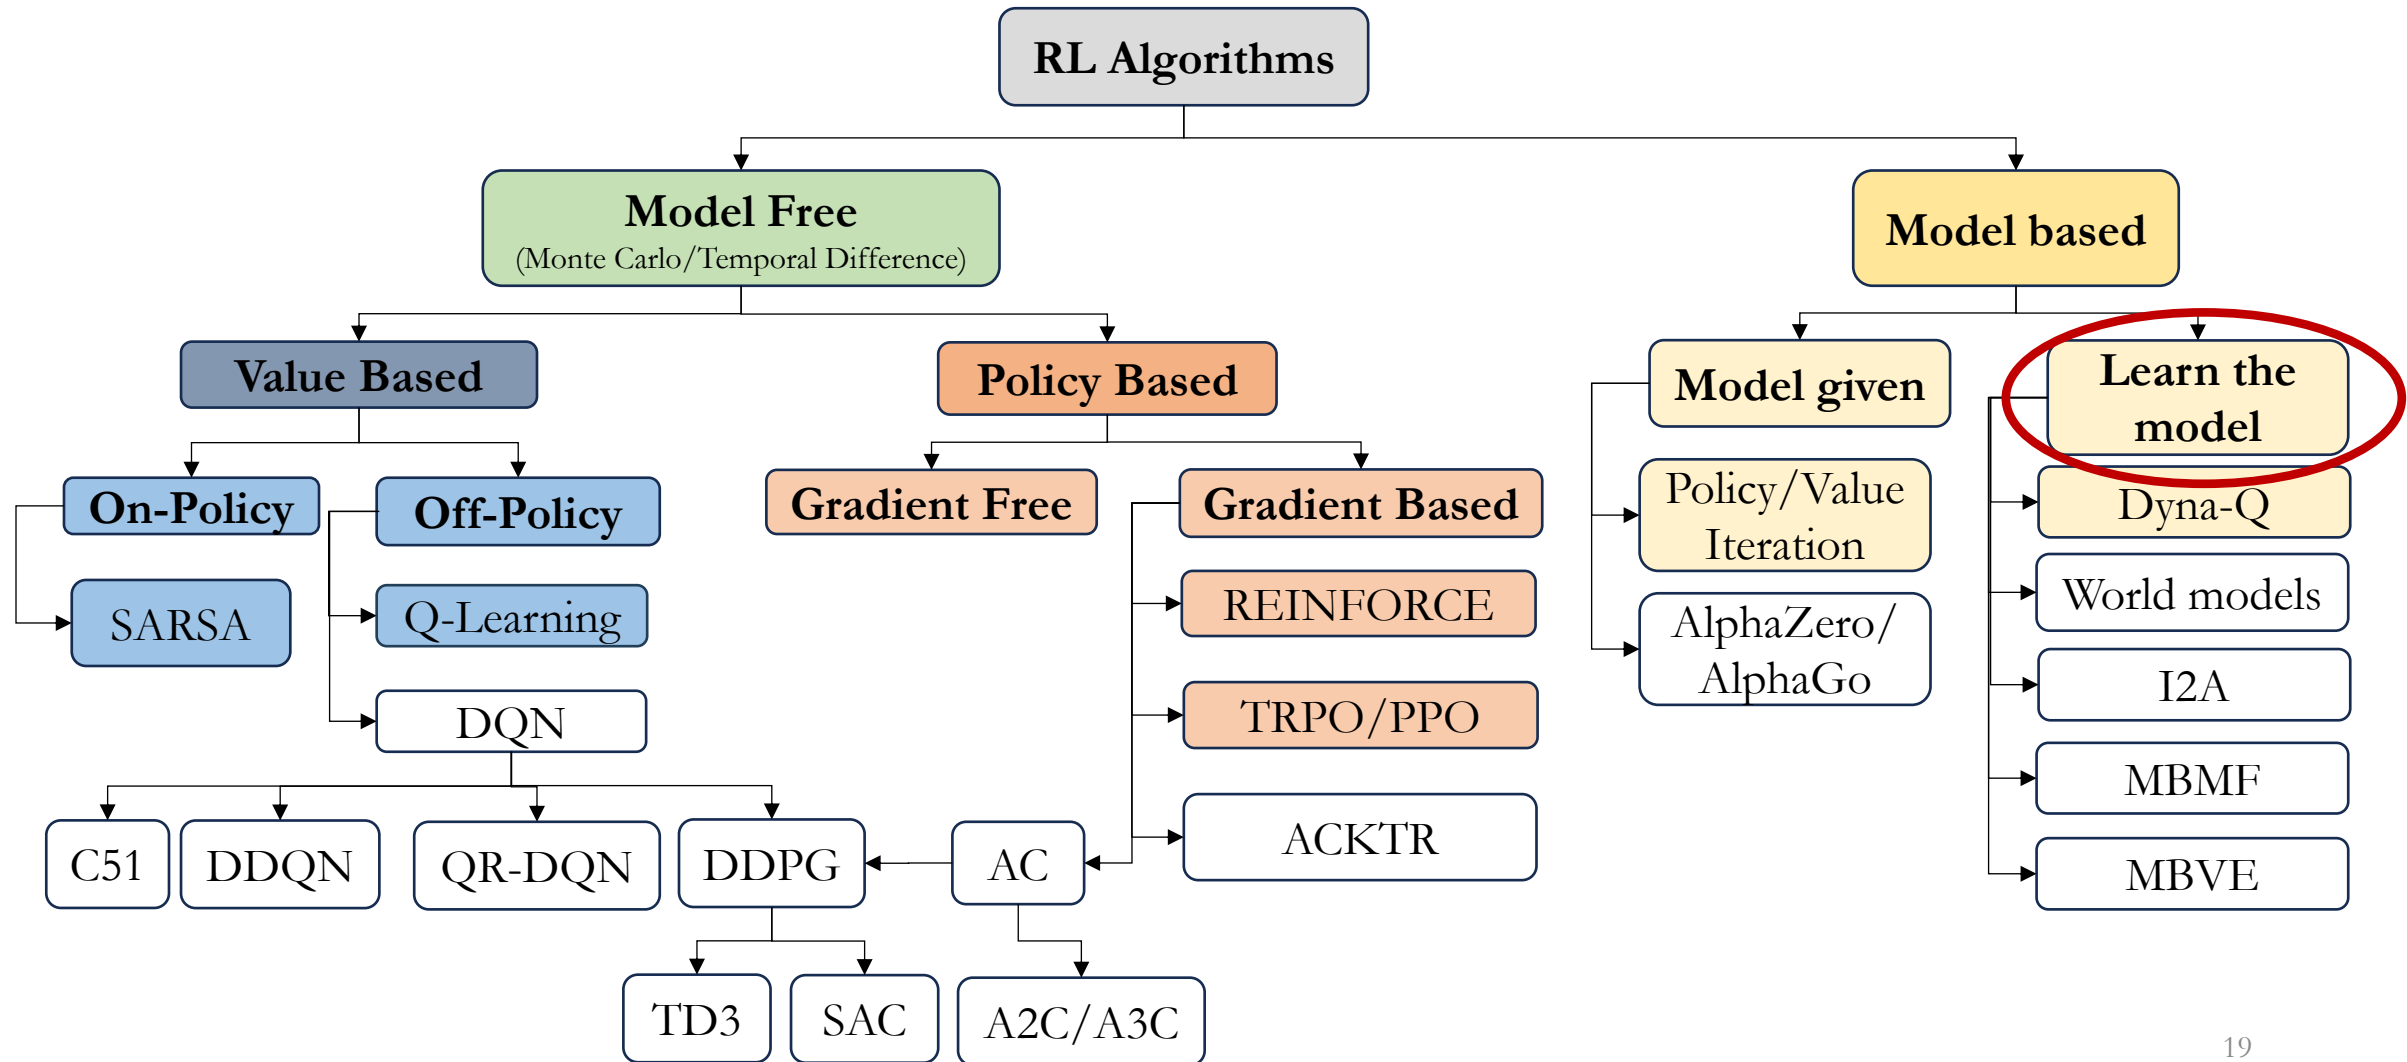 RL Algorithms
Model Free
(Monte Carlo/Temporal Difference)
Model based
Value Based
Policy Based
Model given
Learn the
model
On-Policy
Off-Policy
Gradient Free
Gradient Based
Policy/Value
Iteration
Dyna-Q
SARSA
Q-Learning
REINFORCE
AlphaZero/
AlphaGo
World models
DQN
TRPO/PPO
I2A
MBMF
C51
DDQN
QR-DQN
DDPG
AC
ACKTR
MBVE
TD3
SAC
A2C/A3C
19